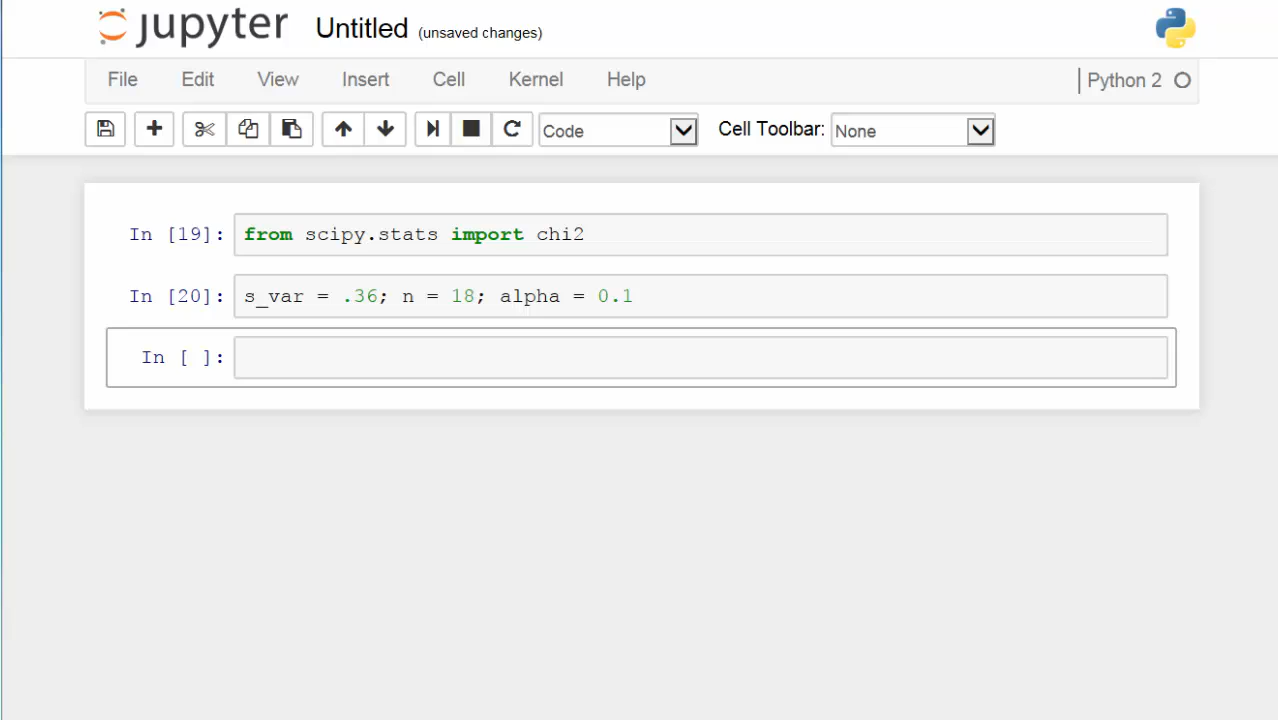 jupyter Untitled (unsaved changes)
File Edit View Insert Cell Kernel Help Python 2
Code Cell Toolbar: None
In [19]: from scipy.stats import chi2
In [20]: s_var = .36; n = 18; alpha = 0.1
In [ ]: